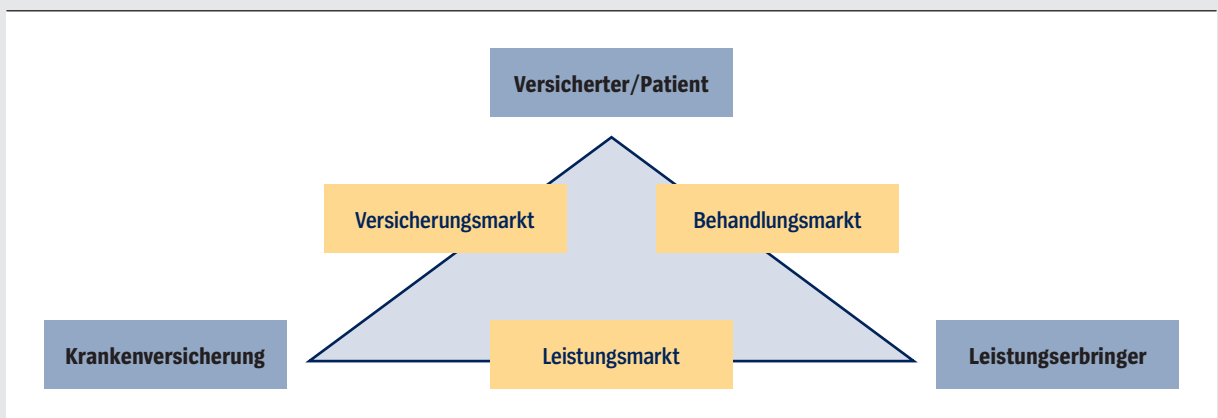 Versicherter/Patient
Versicherungsmarkt
Behandlungsmarkt
Krankenversicherung
Leistungsmarkt
Leistungserbringer